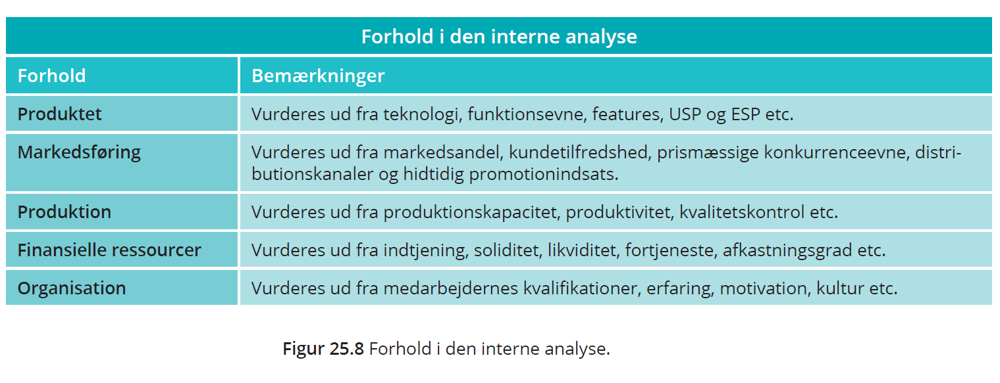 Forhold i den interne analyse
Forhold Bemærkninger
Produktet Vurderes ud fra teknologi, funktionsevne, features, USP og ESP etc.
Markedsføring Vurderes ud fra markedsandel, kundetilfredshed, prismæssige konkurrenceevne, distri-
butionskanaler og hidtidig promotionindsats.
Produktion Vurderes ud fra produktionskapacitet, produktivitet, kvalitetskontrol etc.
Finansielle ressourcer Vurderes ud fra indtjening, soliditet, likviditet, fortjeneste, afkastningsgrad etc.
Organisation Vurderes ud fra medarbejdernes kvalifikationer, erfaring, motivation, kultur etc.
Figur 25.8 Forhold i den interne analyse.